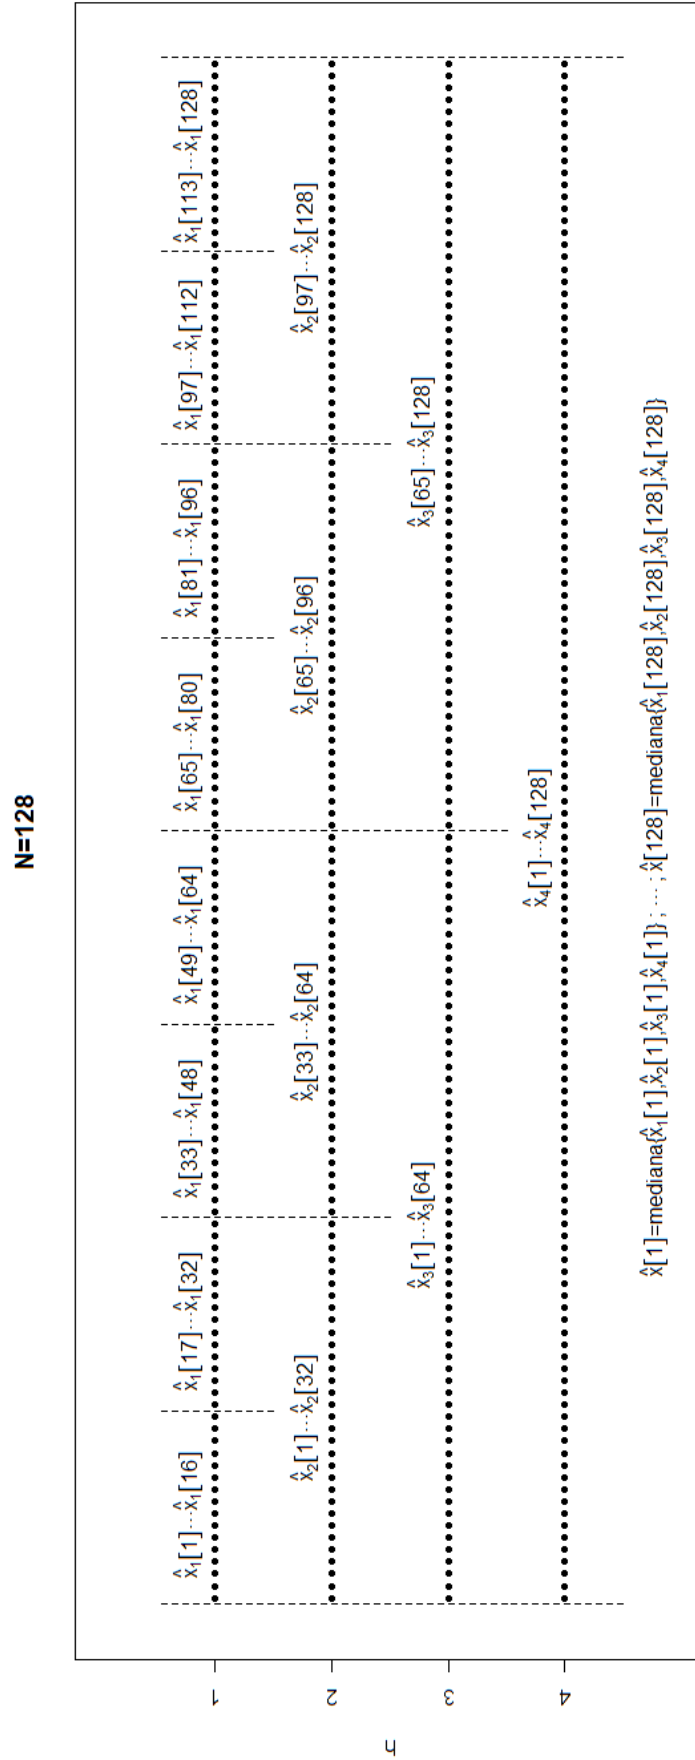 N=128
x̂₁[1]⋯x̂₁[16] x̂₁[17]⋯x̂₁[32] x̂₁[33]⋯x̂₁[48] x̂₁[49]⋯x̂₁[64] x̂₁[65]⋯x̂₁[80] x̂₁[81]⋯x̂₁[96] x̂₁[97]⋯x̂₁[112] x̂₁[113]⋯x̂₁[128]
1
x̂₂[1]⋯x̂₂[32] x̂₂[33]⋯x̂₂[64] x̂₂[65]⋯x̂₂[96] x̂₂[97]⋯x̂₂[128]
2
x̂₃[1]⋯x̂₃[64] x̂₃[65]⋯x̂₃[128]
3
x̂₄[1]⋯x̂₄[128]
4
h
x̂[1]=mediana{x̂₁[1],x̂₂[1],x̂₃[1],x̂₄[1]} ; ⋯ ; x̂[128]=mediana{x̂₁[128],x̂₂[128],x̂₃[128],x̂₄[128]}